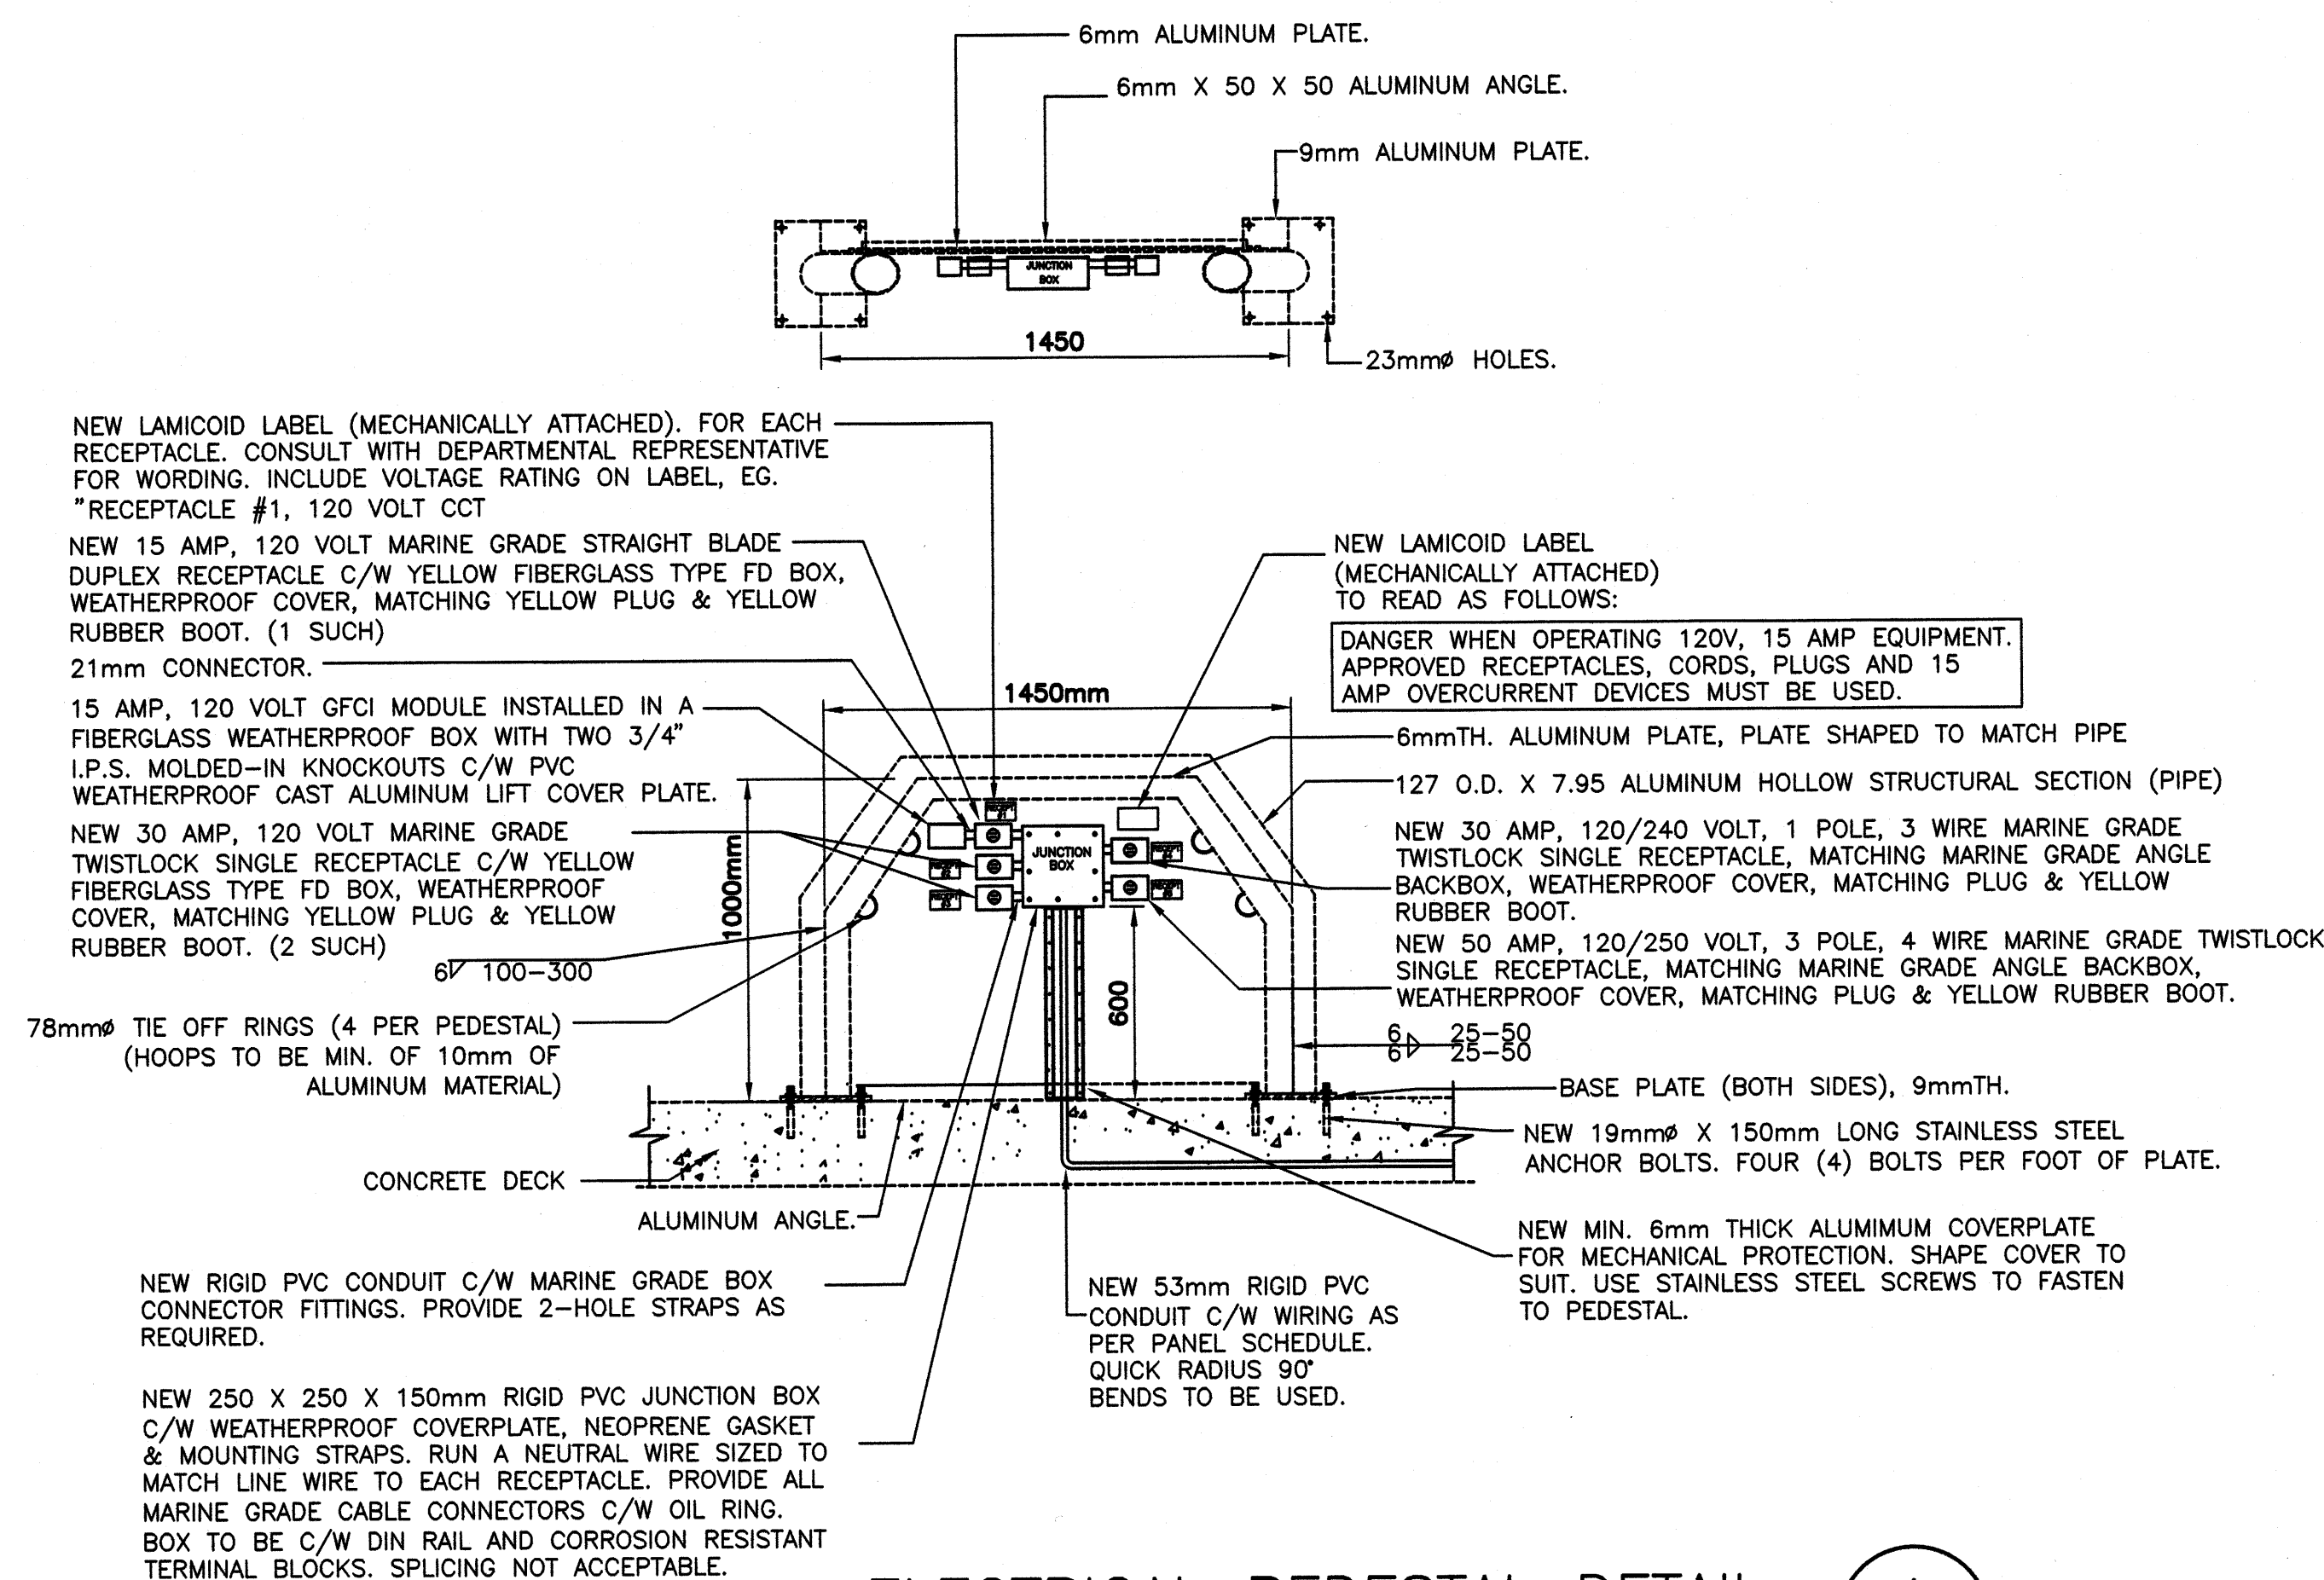 6mm ALUMINUM PLATE.
6mm X 50 X 50 ALUMINUM ANGLE.
9mm ALUMINUM PLATE.
JUNCTION
BOX
1450
23mmø HOLES.
NEW LAMICOID LABEL (MECHANICALLY ATTACHED). FOR EACH
RECEPTACLE. CONSULT WITH DEPARTMENTAL REPRESENTATIVE
FOR WORDING. INCLUDE VOLTAGE RATING ON LABEL, EG.
"RECEPTACLE #1, 120 VOLT CCT
NEW 15 AMP, 120 VOLT MARINE GRADE STRAIGHT BLADE
DUPLEX RECEPTACLE C/W YELLOW FIBERGLASS TYPE FD BOX,
WEATHERPROOF COVER, MATCHING YELLOW PLUG & YELLOW
RUBBER BOOT. (1 SUCH)
21mm CONNECTOR.
15 AMP, 120 VOLT GFCI MODULE INSTALLED IN A
FIBERGLASS WEATHERPROOF BOX WITH TWO 3/4"
I.P.S. MOLDED-IN KNOCKOUTS C/W PVC
WEATHERPROOF CAST ALUMINUM LIFT COVER PLATE.
NEW 30 AMP, 120 VOLT MARINE GRADE
TWISTLOCK SINGLE RECEPTACLE C/W YELLOW
FIBERGLASS TYPE FD BOX, WEATHERPROOF
COVER, MATCHING YELLOW PLUG & YELLOW
RUBBER BOOT. (2 SUCH)
6 100-300
78mmø TIE OFF RINGS (4 PER PEDESTAL)
(HOOPS TO BE MIN. OF 10mm OF
ALUMINUM MATERIAL)
CONCRETE DECK
ALUMINUM ANGLE.
NEW RIGID PVC CONDUIT C/W MARINE GRADE BOX
CONNECTOR FITTINGS. PROVIDE 2-HOLE STRAPS AS
REQUIRED.
NEW 250 X 250 X 150mm RIGID PVC JUNCTION BOX
C/W WEATHERPROOF COVERPLATE, NEOPRENE GASKET
& MOUNTING STRAPS. RUN A NEUTRAL WIRE SIZED TO
MATCH LINE WIRE TO EACH RECEPTACLE. PROVIDE ALL
MARINE GRADE CABLE CONNECTORS C/W OIL RING.
BOX TO BE C/W DIN RAIL AND CORROSION RESISTANT
TERMINAL BLOCKS. SPLICING NOT ACCEPTABLE.
1450mm
1000mm
JUNCTION
BOX
600
NEW 53mm RIGID PVC
CONDUIT C/W WIRING AS
PER PANEL SCHEDULE.
QUICK RADIUS 90°
BENDS TO BE USED.
NEW LAMICOID LABEL
(MECHANICALLY ATTACHED)
TO READ AS FOLLOWS:
DANGER WHEN OPERATING 120V, 15 AMP EQUIPMENT.
APPROVED RECEPTACLES, CORDS, PLUGS AND 15
AMP OVERCURRENT DEVICES MUST BE USED.
6mmTH. ALUMINUM PLATE, PLATE SHAPED TO MATCH PIPE
127 O.D. X 7.95 ALUMINUM HOLLOW STRUCTURAL SECTION (PIPE)
NEW 30 AMP, 120/240 VOLT, 1 POLE, 3 WIRE MARINE GRADE
TWISTLOCK SINGLE RECEPTACLE, MATCHING MARINE GRADE ANGLE
BACKBOX, WEATHERPROOF COVER, MATCHING PLUG & YELLOW
RUBBER BOOT.
NEW 50 AMP, 120/250 VOLT, 3 POLE, 4 WIRE MARINE GRADE TWISTLOCK
SINGLE RECEPTACLE, MATCHING MARINE GRADE ANGLE BACKBOX,
WEATHERPROOF COVER, MATCHING PLUG & YELLOW RUBBER BOOT.
6 25-50
6 25-50
BASE PLATE (BOTH SIDES), 9mmTH.
NEW 19mmø X 150mm LONG STAINLESS STEEL
ANCHOR BOLTS. FOUR (4) BOLTS PER FOOT OF PLATE.
NEW MIN. 6mm THICK ALUMIMUM COVERPLATE
FOR MECHANICAL PROTECTION. SHAPE COVER TO
SUIT. USE STAINLESS STEEL SCREWS TO FASTEN
TO PEDESTAL.
ELECTRICAL PEDESTAL DETAIL